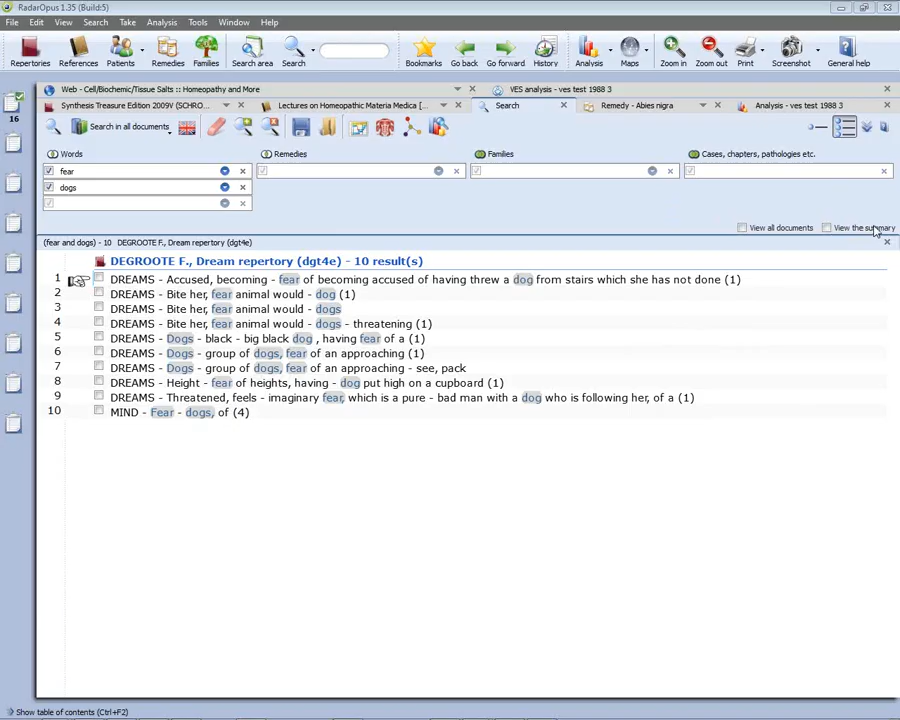 RadarOpus 1.35 (Build:5)
File Edit View Search Take Analysis Tools Window Help
Repertories References Patients Remedies Families Search area Search Bookmarks Go back Go forward History Analysis Maps Zoom in Zoom out Print Screenshot General help
Web - Cell/Biochemic/Tissue Salts :: Homeopathy and More VES analysis - ves test 1988 3
Synthesis Treasure Edition 2009V (SCHRO... Lectures on Homeopathic Materia Medica [... Search Remedy - Abies nigra Analysis - ves test 1988 3
16
Search in all documents
Words Remedies Families Cases, chapters, pathologies etc.
fear
dogs
View all documents View the summary
(fear and dogs) - 10 DEGROOTE F., Dream repertory (dgt4e)
DEGROOTE F., Dream repertory (dgt4e) - 10 result(s)
1 DREAMS - Accused, becoming - fear of becoming accused of having threw a dog from stairs which she has not done (1)
2 DREAMS - Bite her, fear animal would - dog (1)
3 DREAMS - Bite her, fear animal would - dogs
4 DREAMS - Bite her, fear animal would - dogs - threatening (1)
5 DREAMS - Dogs - black - big black dog , having fear of a (1)
6 DREAMS - Dogs - group of dogs, fear of an approaching (1)
7 DREAMS - Dogs - group of dogs, fear of an approaching - see, pack
8 DREAMS - Height - fear of heights, having - dog put high on a cupboard (1)
9 DREAMS - Threatened, feels - imaginary fear, which is a pure - bad man with a dog who is following her, of a (1)
10 MIND - Fear - dogs, of (4)
Show table of contents (Ctrl+F2)